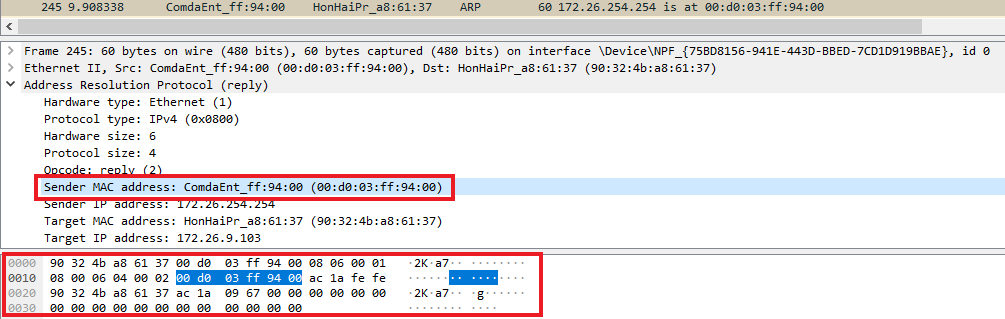 245 9.908338 ComdaEnt_ff:94:00 HonHaiPr_a8:61:37 ARP 60 172.26.254.254 is at 00:d0:03:ff:94:00
Frame 245: 60 bytes on wire (480 bits), 60 bytes captured (480 bits) on interface \Device\NPF_{75BD8156-941E-443D-BBED-7CD1D919BBAE}, id 0
Ethernet II, Src: ComdaEnt_ff:94:00 (00:d0:03:ff:94:00), Dst: HonHaiPr_a8:61:37 (90:32:4b:a8:61:37)
Address Resolution Protocol (reply)
Hardware type: Ethernet (1)
Protocol type: IPv4 (0x0800)
Hardware size: 6
Protocol size: 4
Opcode: reply (2)
Sender MAC address: ComdaEnt_ff:94:00 (00:d0:03:ff:94:00)
Sender IP address: 172.26.254.254
Target MAC address: HonHaiPr_a8:61:37 (90:32:4b:a8:61:37)
Target IP address: 172.26.9.103
0000 90 32 4b a8 61 37 00 d0 03 ff 94 00 08 06 00 01 ·2K·a7·· ········
0010 08 00 06 04 00 02 00 d0 03 ff 94 00 ac 1a fe fe ········ ········
0020 90 32 4b a8 61 37 ac 1a 09 67 00 00 00 00 00 00 ·2K·a7·· ·g······
0030 00 00 00 00 00 00 00 00 00 00 00 00 ········ ····